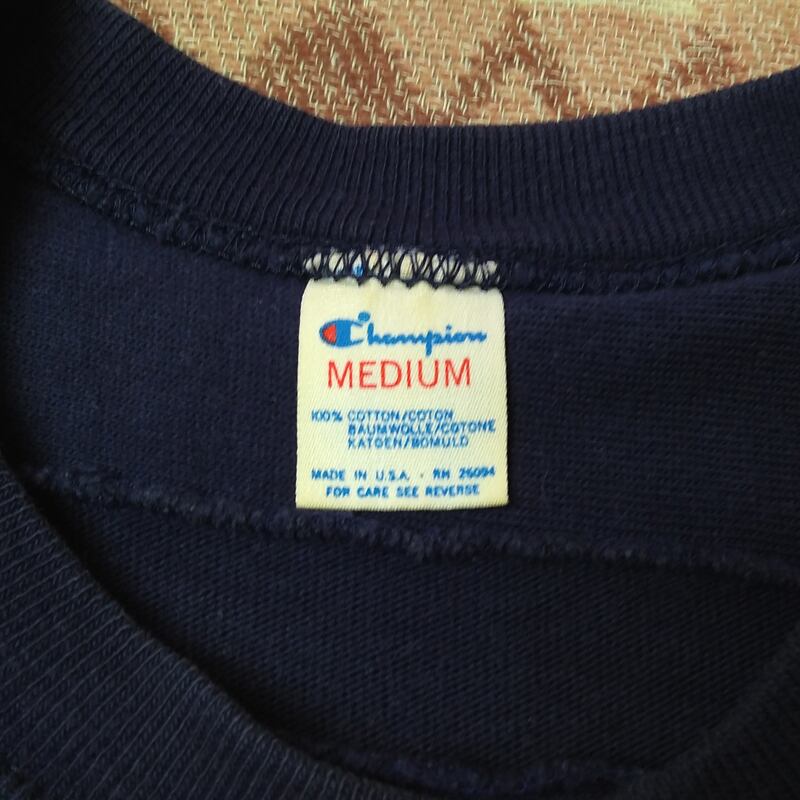 Champion
MEDIUM
100% COTTON/COTON
BAUMWOLLE/COTONE
KATOEN/BOMULD
MADE IN U.S.A. - RN 26094
FOR CARE SEE REVERSE